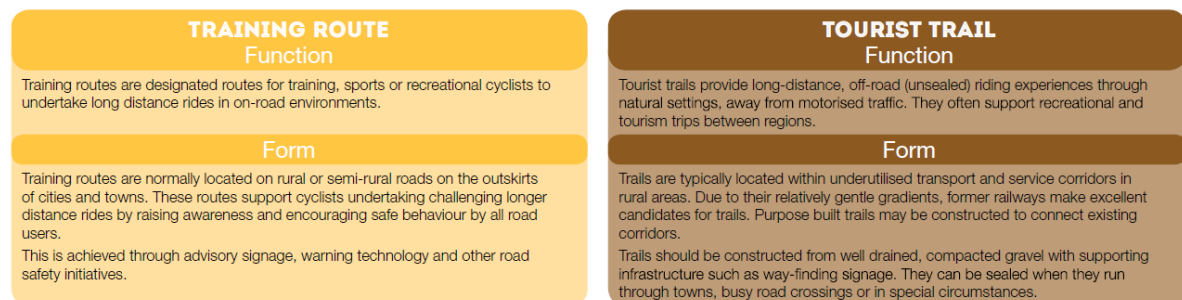 TRAINING ROUTE
Function
Training routes are designated routes for training, sports or recreational cyclists to
undertake long distance rides in on-road environments.
Form
Training routes are normally located on rural or semi-rural roads on the outskirts
of cities and towns. These routes support cyclists undertaking challenging longer
distance rides by raising awareness and encouraging safe behaviour by all road
users.
This is achieved through advisory signage, warning technology and other road
safety initiatives.
TOURIST TRAIL
Function
Tourist trails provide long-distance, off-road (unsealed) riding experiences through
natural settings, away from motorised traffic. They often support recreational and
tourism trips between regions.
Form
Trails are typically located within underutilised transport and service corridors in
rural areas. Due to their relatively gentle gradients, former railways make excellent
candidates for trails. Purpose built trails may be constructed to connect existing
corridors.
Trails should be constructed from well drained, compacted gravel with supporting
infrastructure such as way-finding signage. They can be sealed when they run
through towns, busy road crossings or in special circumstances.